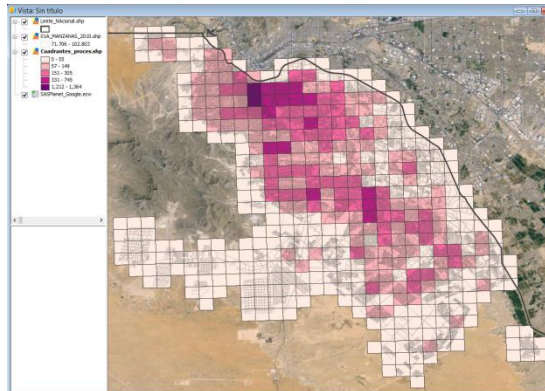 Vista: Sin título
Limite_NAcional.shp
01A_MANZANAS_2010.shp
71.706 - 102.803
Cuadrantes_proces.shp
0 - 55
57 - 149
151 - 305
331 - 745
1,212 - 1,364
SASPlanet_Google.ecw